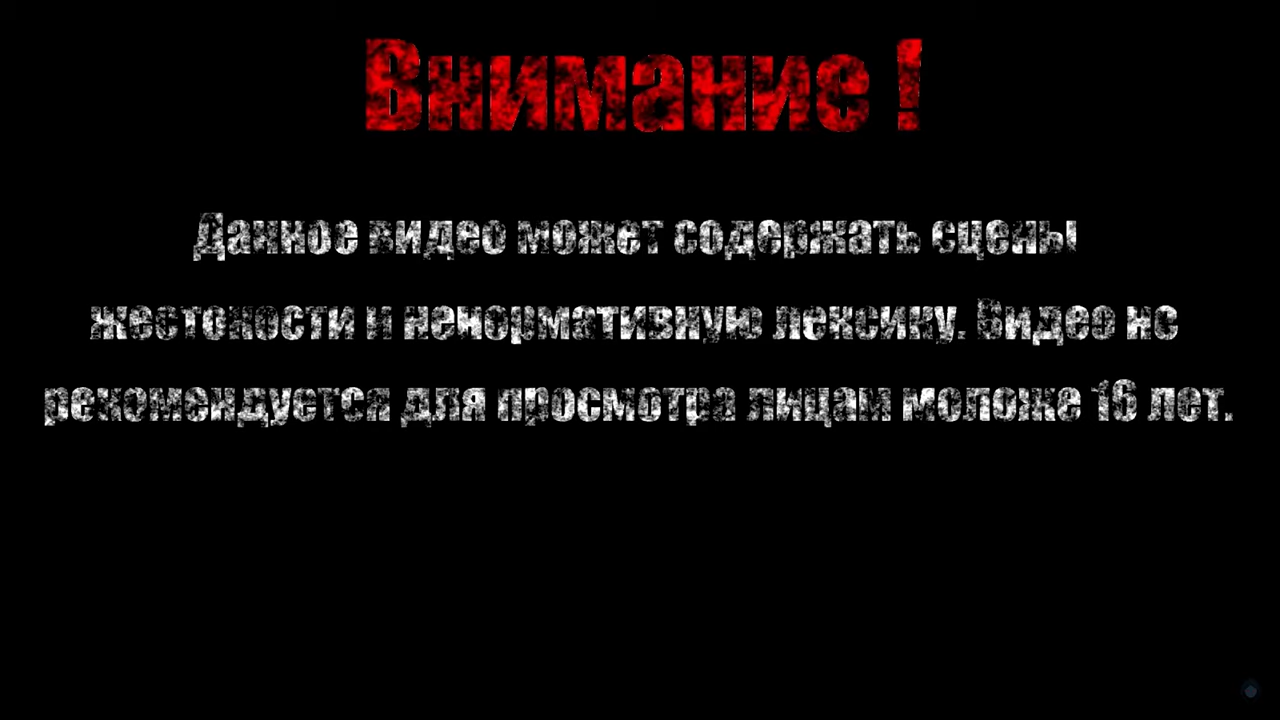 Внимание !
Данное видео может содержать сцены
жестокости и ненормативную лексику. Видео не
рекомендуется для просмотра лицам моложе 16 лет.